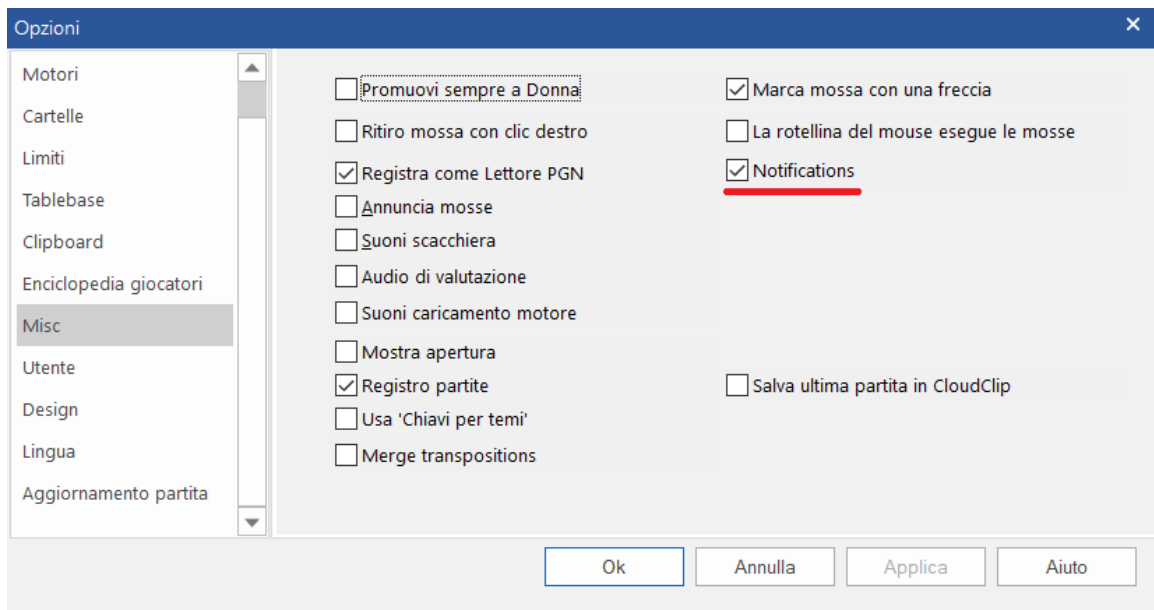 Opzioni
Motori
Cartelle
Limiti
Tablebase
Clipboard
Enciclopedia giocatori
Misc
Utente
Design
Lingua
Aggiornamento partita
Promuovi sempre a Donna
Ritiro mossa con clic destro
Registra come Lettore PGN
Annuncia mosse
Suoni scacchiera
Audio di valutazione
Suoni caricamento motore
Mostra apertura
Registro partite
Usa 'Chiavi per temi'
Merge transpositions
Marca mossa con una freccia
La rotellina del mouse esegue le mosse
Notifications
Salva ultima partita in CloudClip
Ok
Annulla
Applica
Aiuto